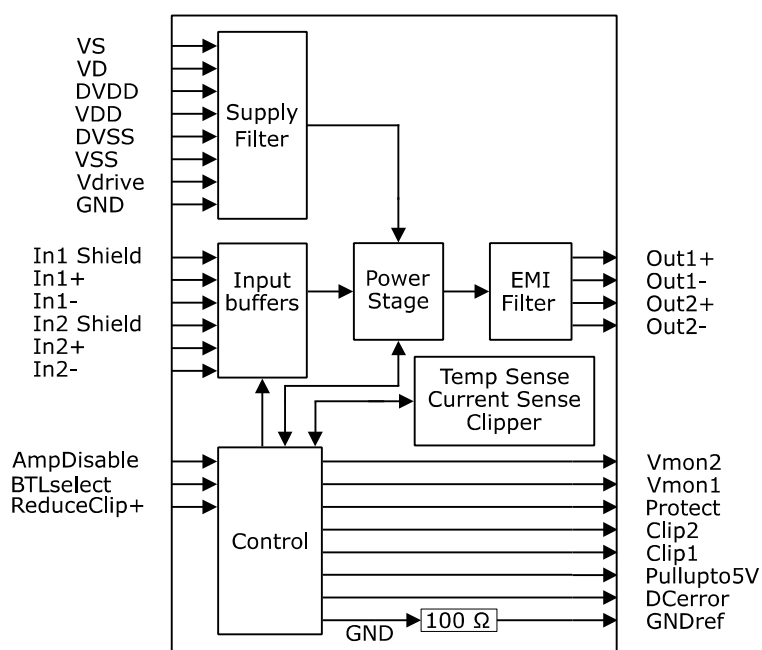 VS
VD
DVDD
VDD
DVSS
VSS
Vdrive
GND
Supply
Filter
In1 Shield
In1+
In1-
In2 Shield
In2+
In2-
Input
buffers
Power
Stage
EMI
Filter
Out1+
Out1-
Out2+
Out2-
Temp Sense
Current Sense
Clipper
AmpDisable
BTLselect
ReduceClip+
Control
Vmon2
Vmon1
Protect
Clip2
Clip1
Pullupto5V
DCerror
GNDref
GND
100 Ω